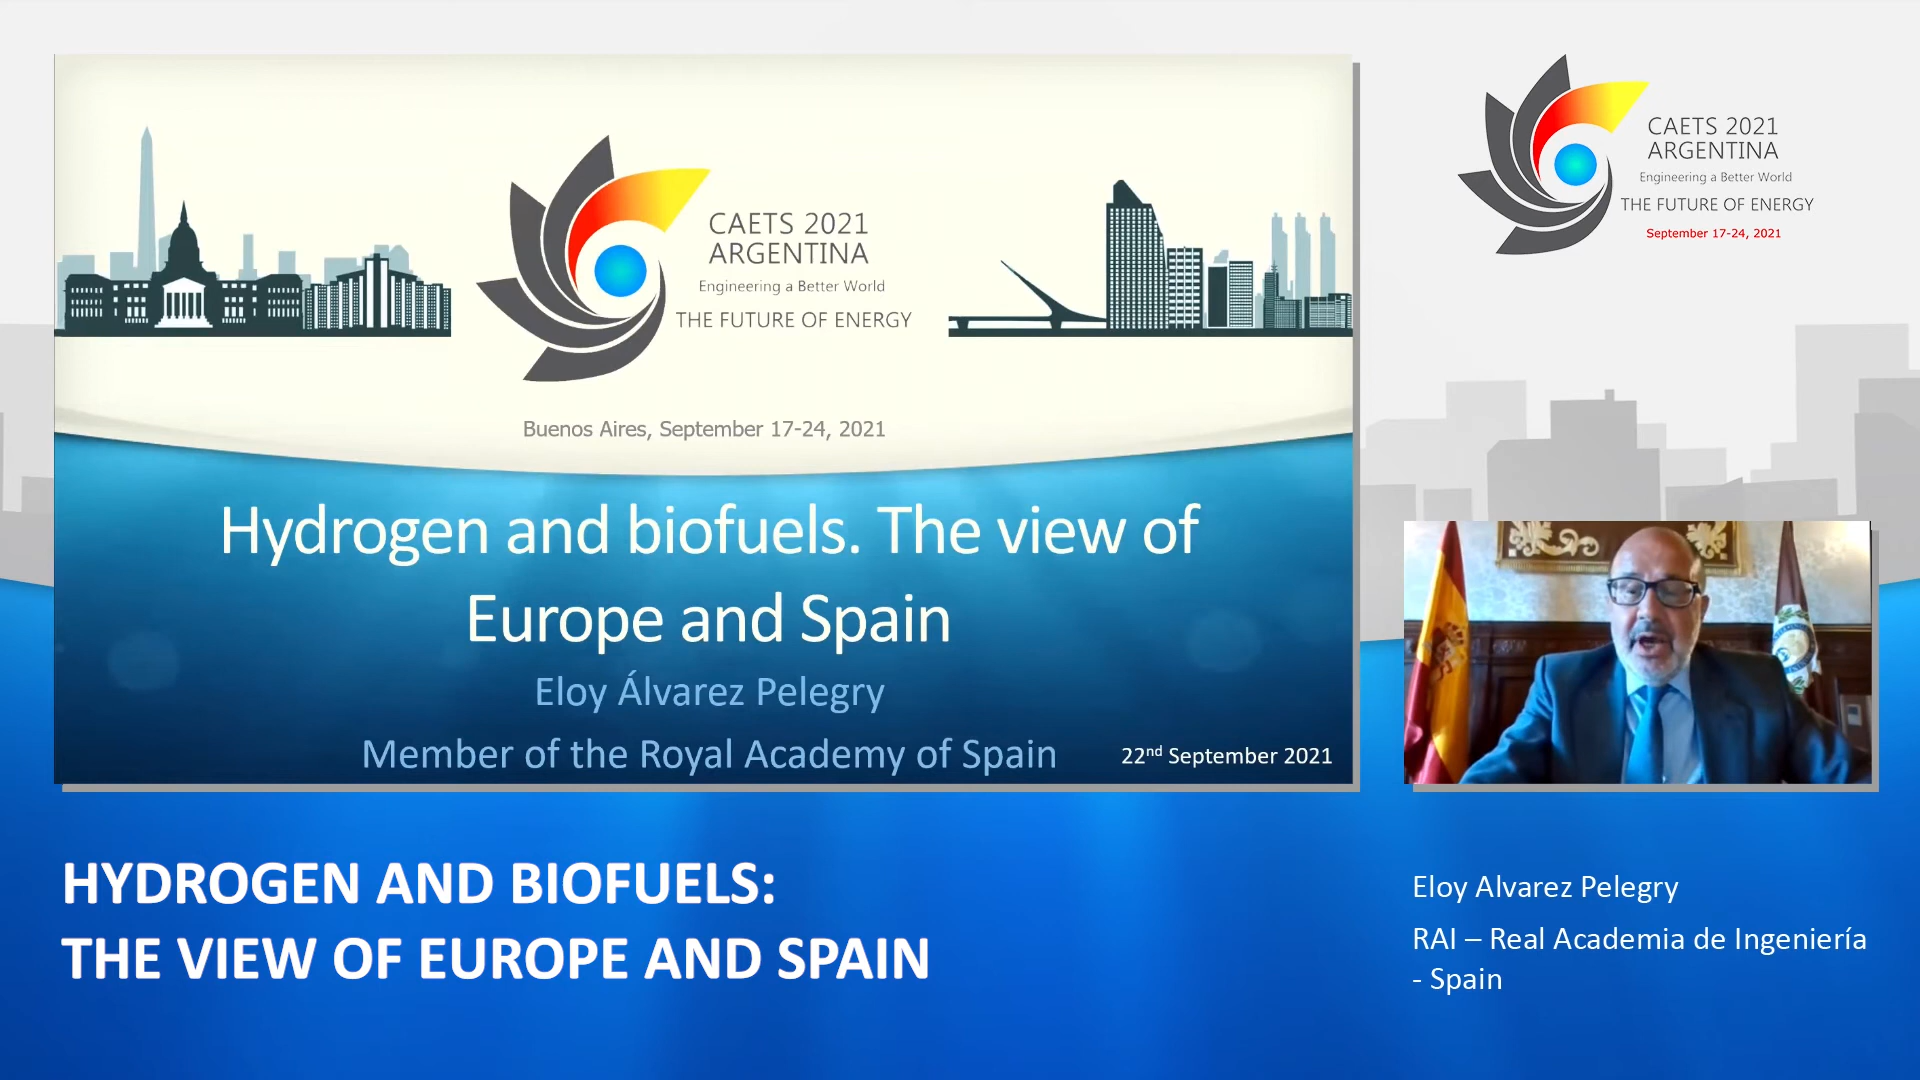 CAETS 2021
ARGENTINA
Engineering a Better World
THE FUTURE OF ENERGY
Buenos Aires, September 17-24, 2021
Hydrogen and biofuels. The view of
Europe and Spain
Eloy Álvarez Pelegry
Member of the Royal Academy of Spain
22nd September 2021
CAETS 2021
ARGENTINA
Engineering a Better World
THE FUTURE OF ENERGY
September 17-24, 2021
HYDROGEN AND BIOFUELS:
THE VIEW OF EUROPE AND SPAIN
Eloy Alvarez Pelegry
RAI – Real Academia de Ingeniería
- Spain